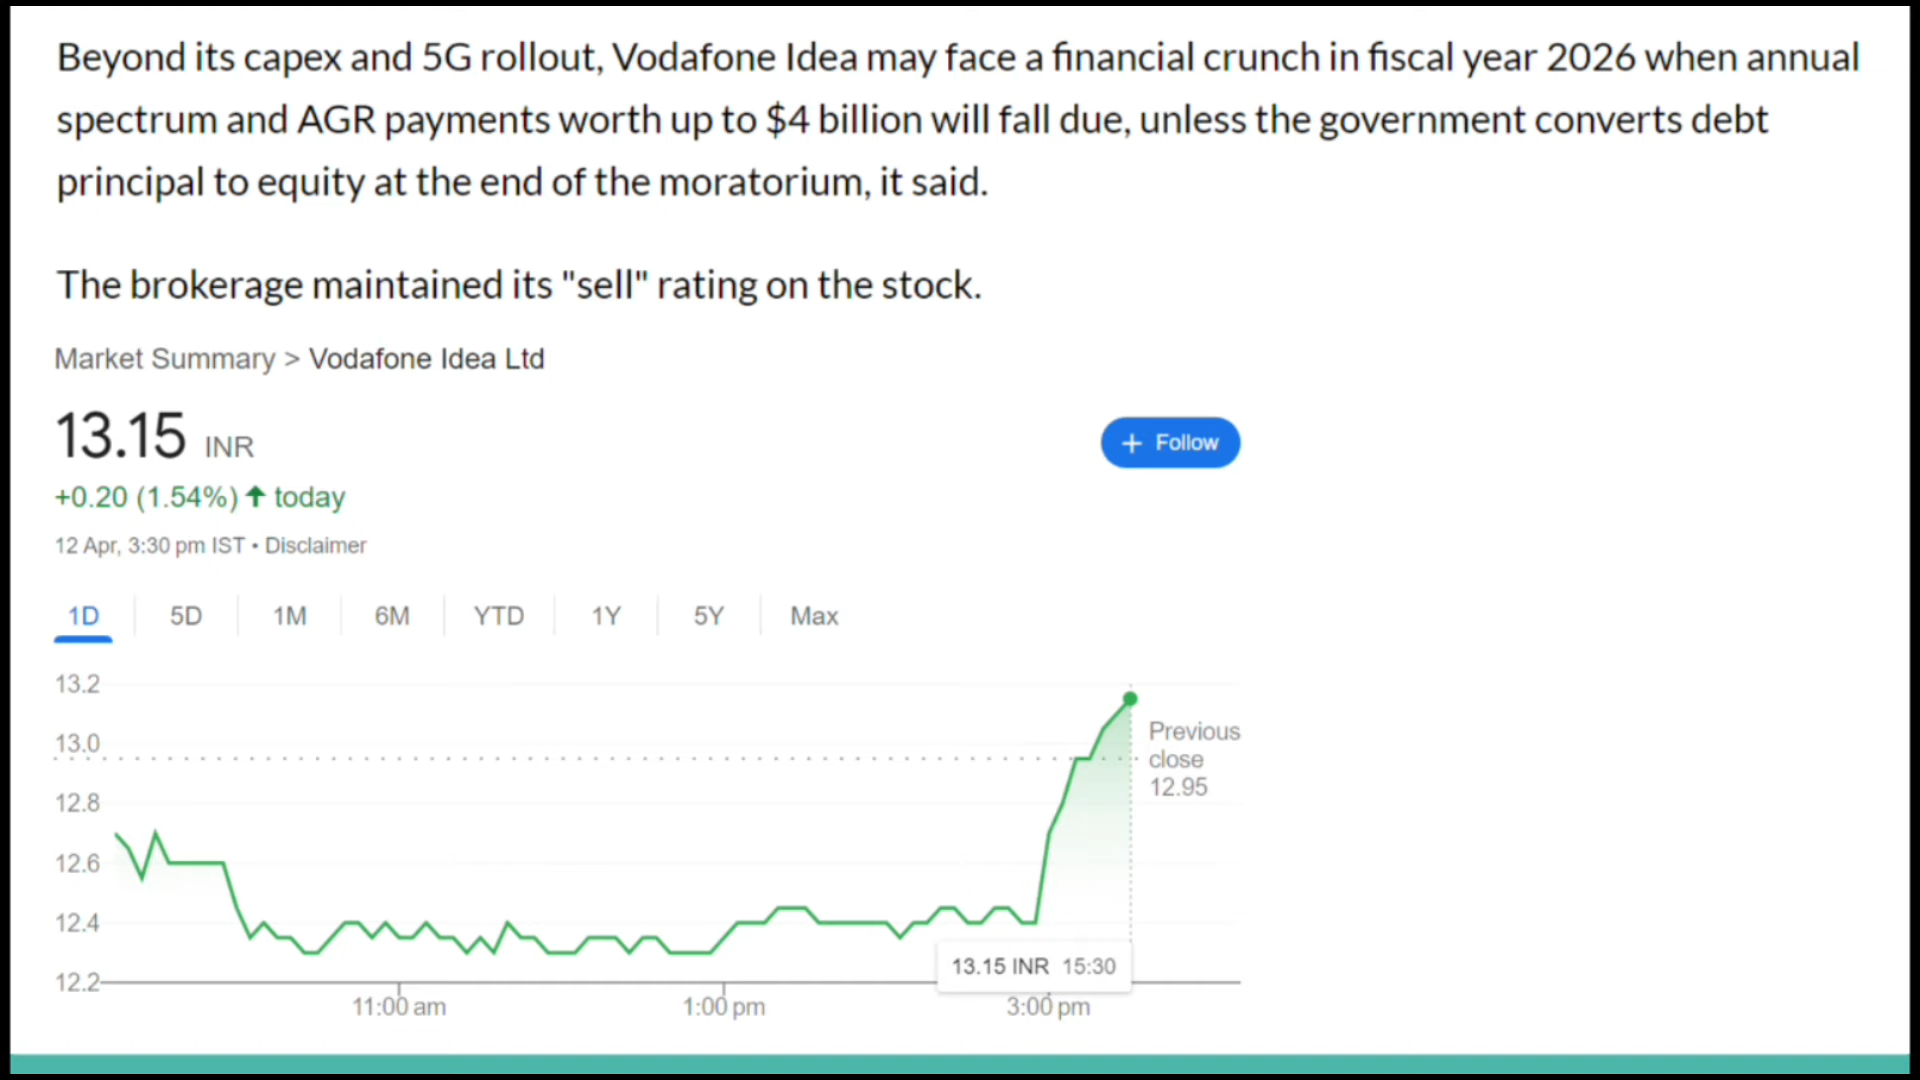 Beyond its capex and 5G rollout, Vodafone Idea may face a financial crunch in fiscal year 2026 when annual
spectrum and AGR payments worth up to $4 billion will fall due, unless the government converts debt
principal to equity at the end of the moratorium, it said.
The brokerage maintained its "sell" rating on the stock.
Market Summary > Vodafone Idea Ltd
13.15 INR
+ Follow
+0.20 (1.54%) ↑ today
12 Apr, 3:30 pm IST • Disclaimer
1D 5D 1M 6M YTD 1Y 5Y Max
13.2
13.0
12.8
12.6
12.4
12.2
Previous
close
12.95
13.15 INR 15:30
11:00 am 1:00 pm 3:00 pm